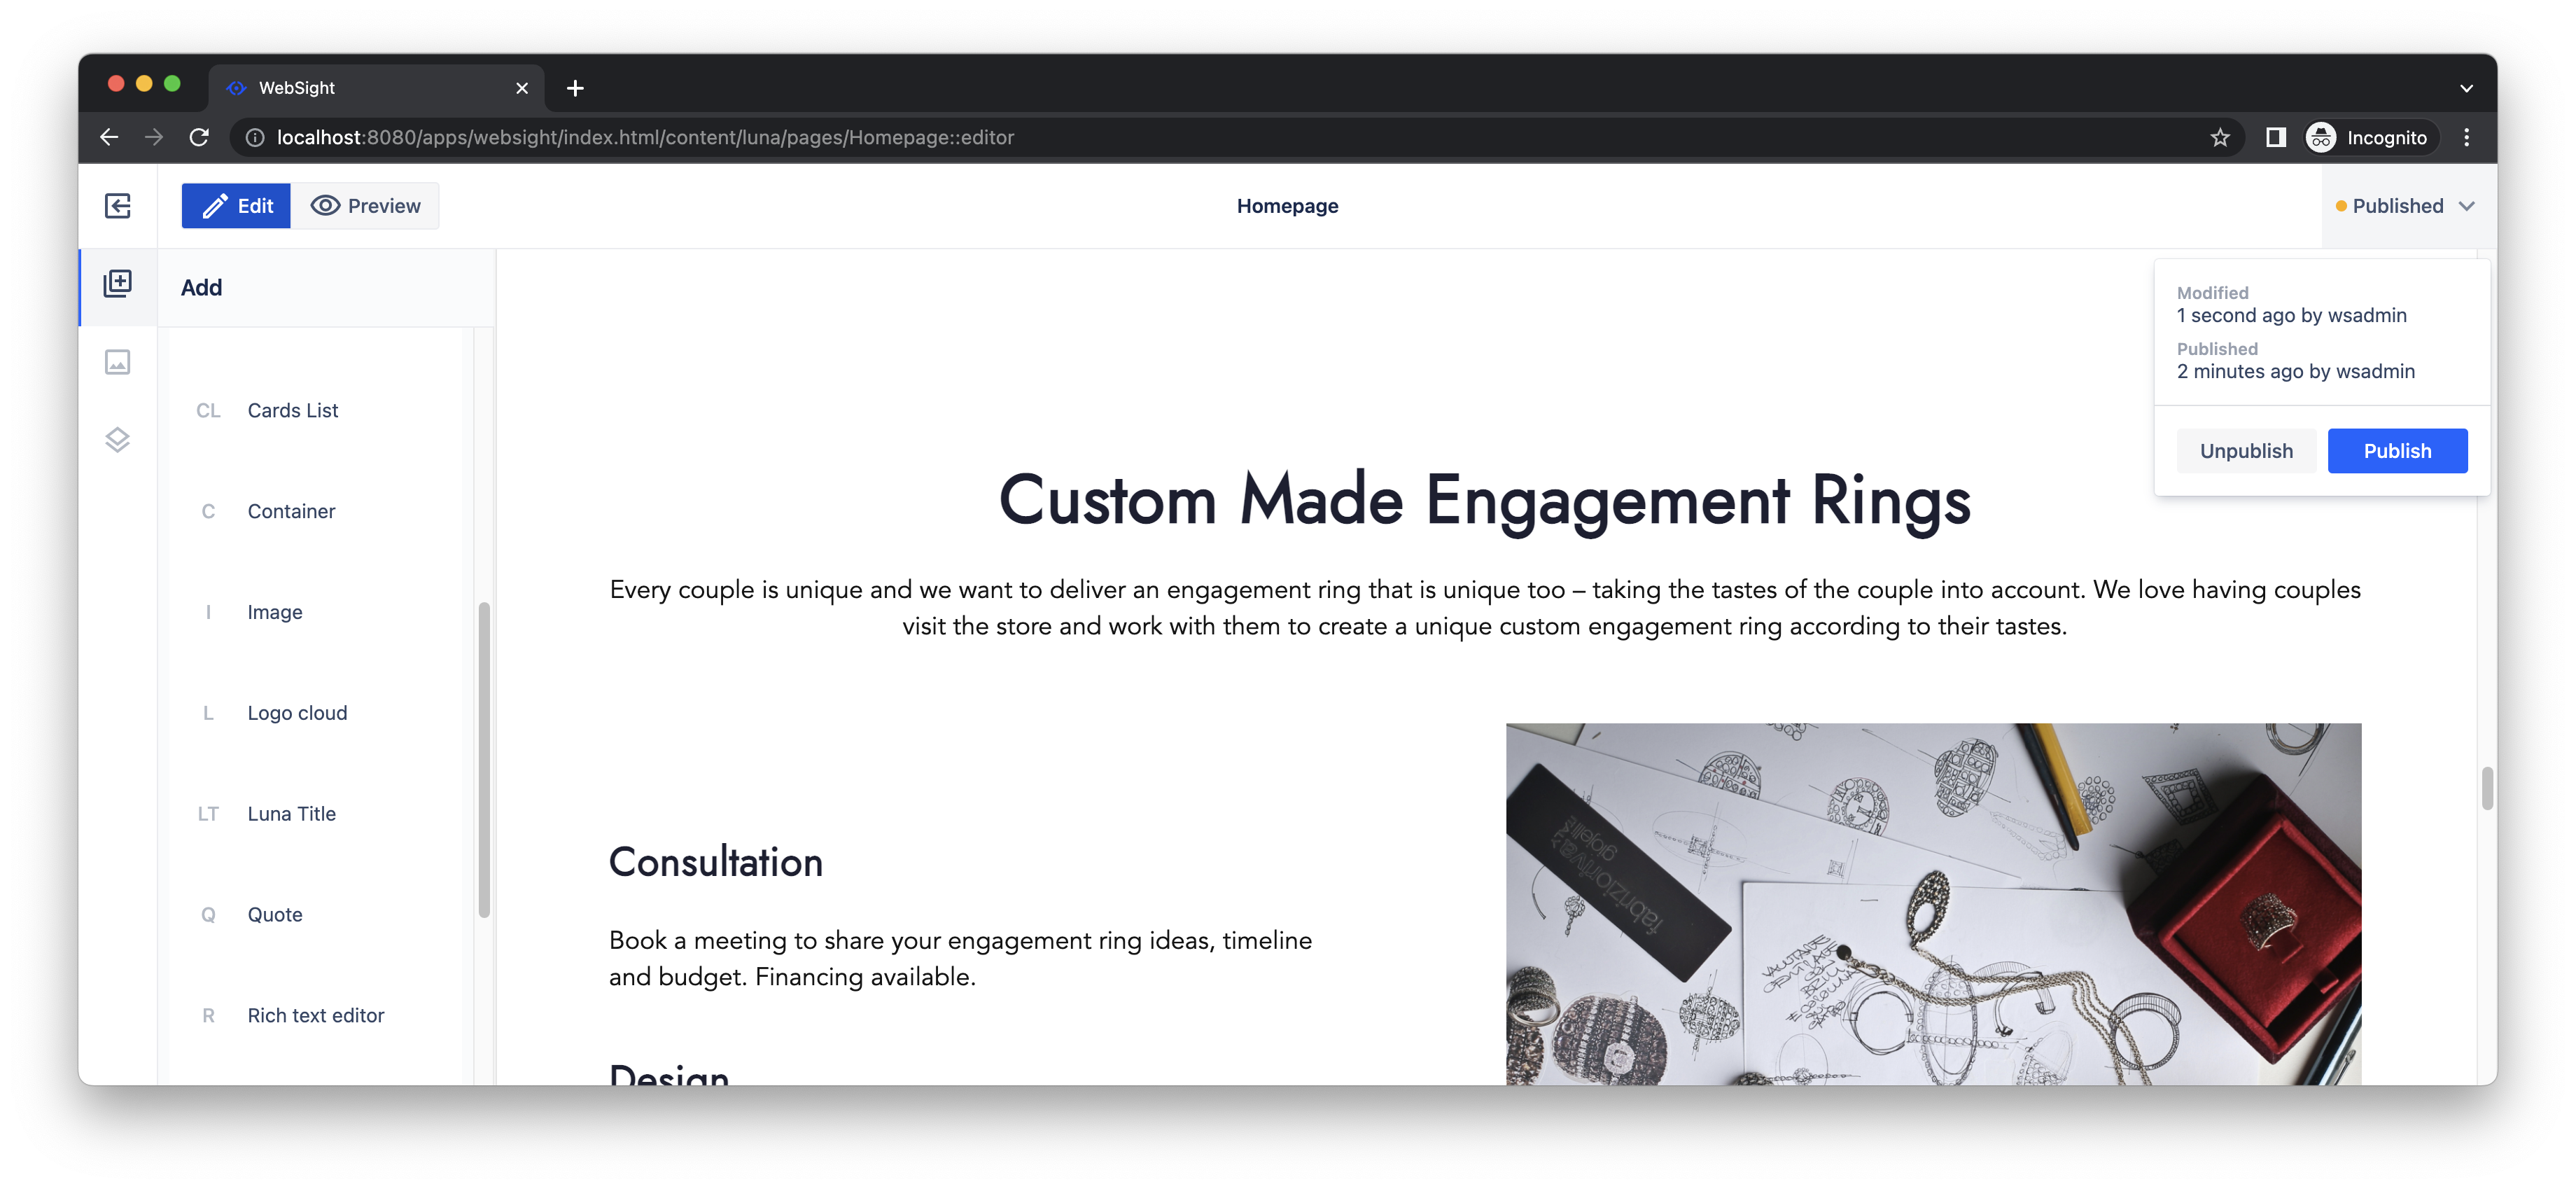 WebSight
localhost:8080/apps/websight/index.html/content/luna/pages/Homepage::editor
Incognito
Edit
Preview
Homepage
Published
Add
Modified
1 second ago by wsadmin
Published
2 minutes ago by wsadmin
Unpublish
Publish
CL Cards List
C Container
I Image
L Logo cloud
LT Luna Title
Q Quote
R Rich text editor
Custom Made Engagement Rings
Every couple is unique and we want to deliver an engagement ring that is unique too – taking the tastes of the couple into account. We love having couples
visit the store and work with them to create a unique custom engagement ring according to their tastes.
Consultation
Book a meeting to share your engagement ring ideas, timeline
and budget. Financing available.
Design